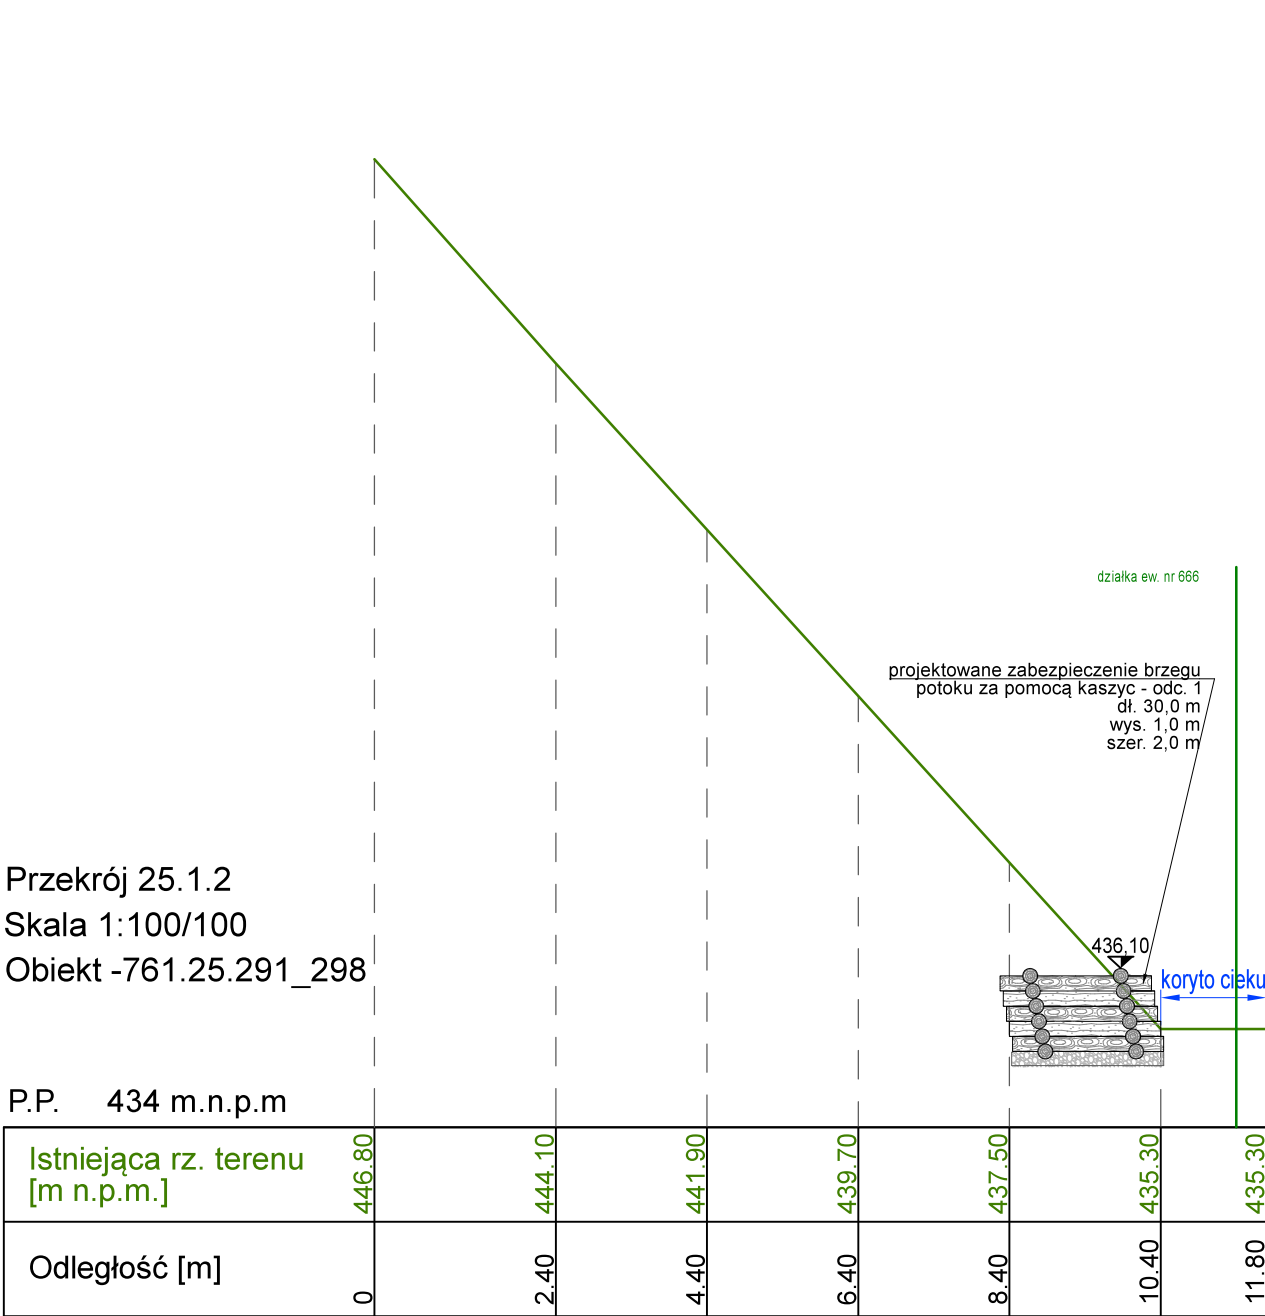 działka ew. nr 666
projektowane zabezpieczenie brzegu
potoku za pomocą kaszyc - odc. 1
dł. 30,0 m
wys. 1,0 m
szer. 2,0 m
Przekrój 25.1.2
Skala 1:100/100
Obiekt -761.25.291_298
436,10
koryto cieku
P.P. 434 m.n.p.m
Istniejąca rz. terenu
[m n.p.m.]
446.80
444.10
441.90
439.70
437.50
435.30
435.30
Odległość [m]
0
2.40
4.40
6.40
8.40
10.40
11.80